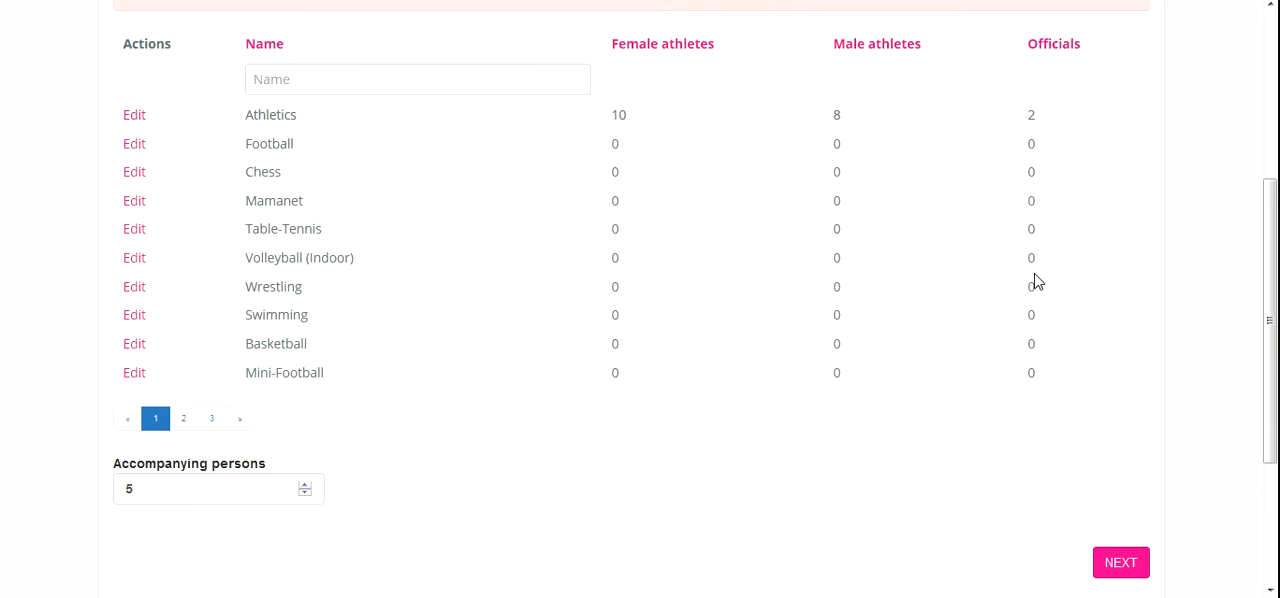 Actions Name Female athletes Male athletes Officials
Name
Edit Athletics 10 8 2
Edit Football 0 0 0
Edit Chess 0 0 0
Edit Mamanet 0 0 0
Edit Table-Tennis 0 0 0
Edit Volleyball (Indoor) 0 0 0
Edit Wrestling 0 0 0
Edit Swimming 0 0 0
Edit Basketball 0 0 0
Edit Mini-Football 0 0 0
« 1 2 3 »
Accompanying persons
5
NEXT